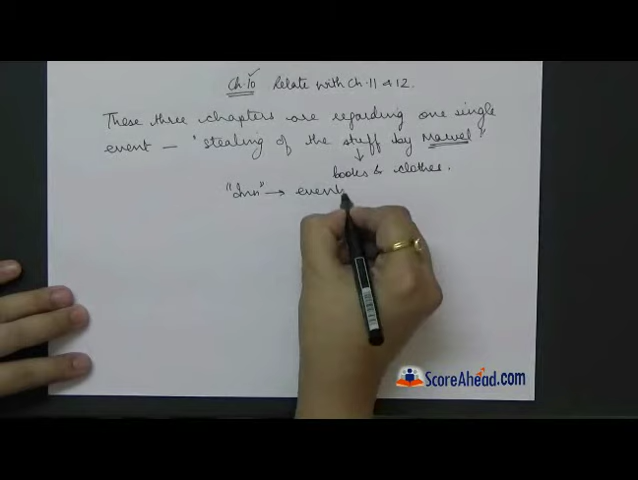 Ch.10 Relate with Ch.11 & 12.
These three chapters are regarding one single
event — "stealing of the stuff by Marvel"
books & clothes.
"Inn" → event
ScoreAhead.com